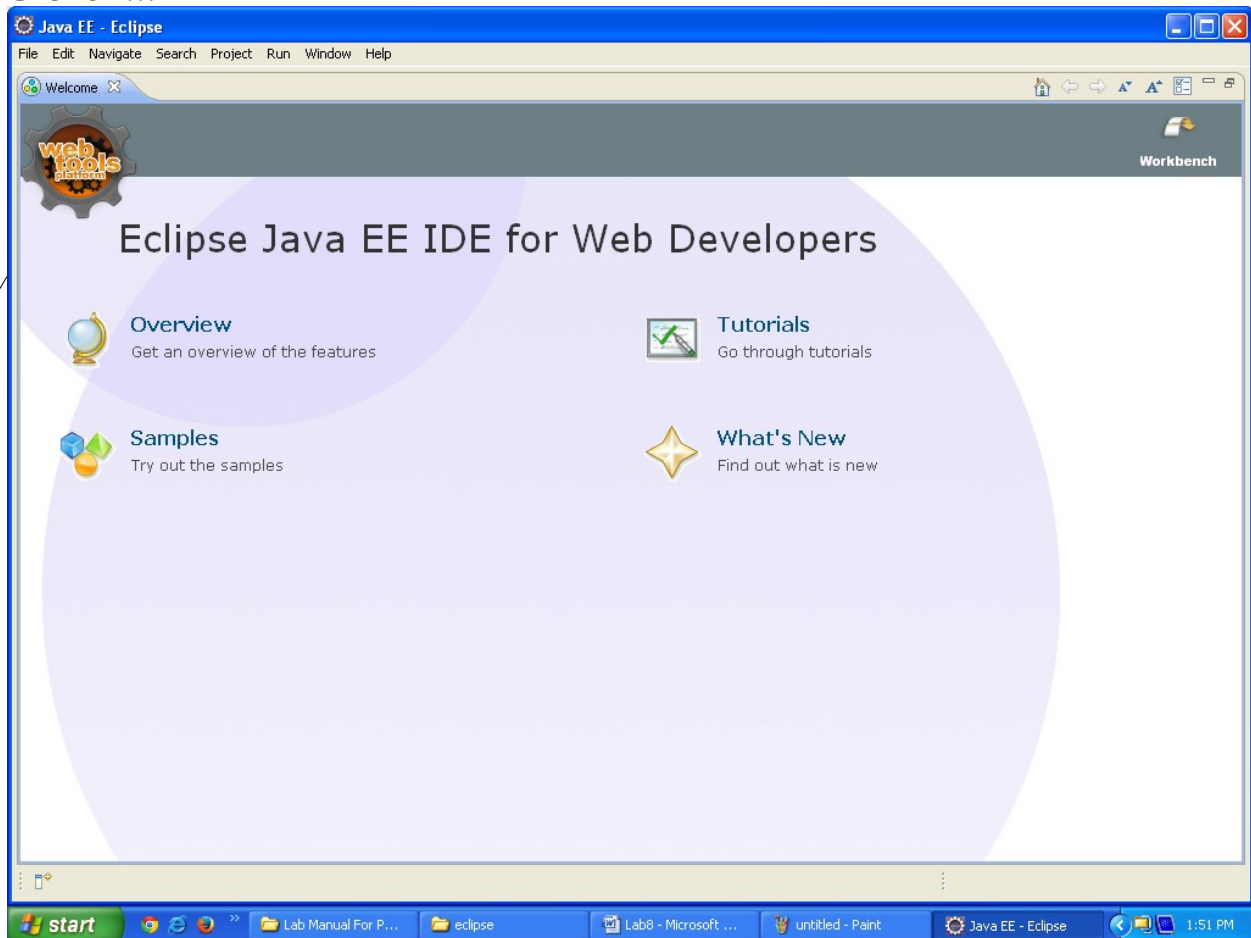 Java EE - Eclipse
File Edit Navigate Search Project Run Window Help
Welcome
web tools platform
Workbench
Eclipse Java EE IDE for Web Developers
Overview
Get an overview of the features
Tutorials
Go through tutorials
Samples
Try out the samples
What's New
Find out what is new
start
Lab Manual For P...
eclipse
Lab8 - Microsoft ...
untitled - Paint
Java EE - Eclipse
1:51 PM